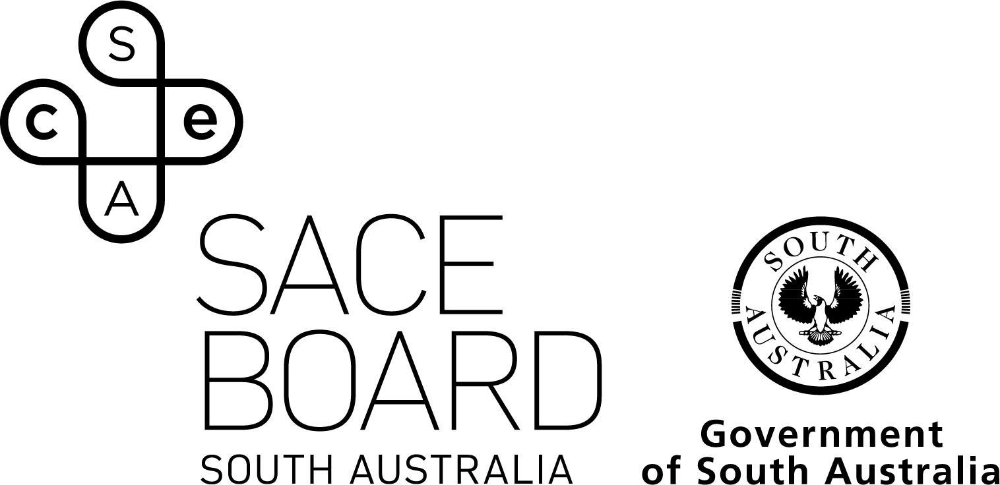 S
c e
A
SACE
BOARD
SOUTH AUSTRALIA
SOUTH
AUSTRALIA
Government
of South Australia